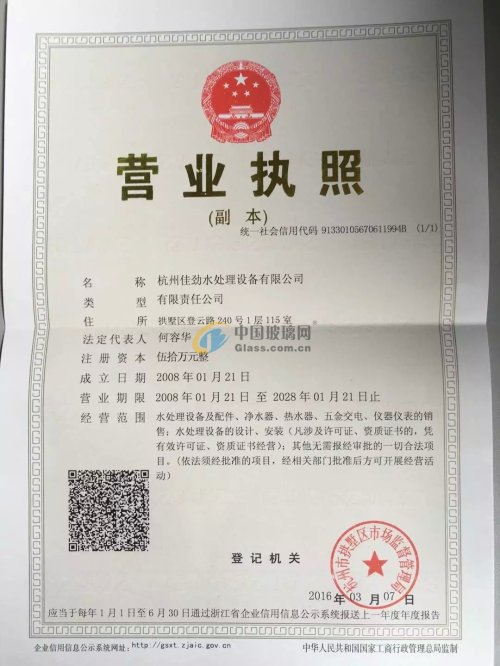 营业执照
(副 本)
统一社会信用代码 91330105670611994B (1/1)
名 称 杭州佳劲水处理设备有限公司
类 型 有限责任公司
住 所 拱墅区登云路240号1层115室
法定代表人 何容华
注册资本 伍拾万元整
成立日期 2008年01月21日
营业期限 2008年01月21日 至 2028年01月21日止
经营范围 水处理设备及配件、净水器、热水器、五金交电、仪器仪表的销
售;水处理设备的设计、安装(凡涉及许可证、资质证书的,凭
有效许可证、资质证书经营);其他无需报经审批的一切合法项
目。(依法须经批准的项目,经相关部门批准后方可开展经营活
动)
中国玻璃网
Glass.com.cn
登记机关
杭州市拱墅区市场监督管理局
2016年03月07日
应当于每年1月1日至6月30日通过浙江省企业信用信息公示系统报送上一年度年度报告
企业信用信息公示系统网址:http://gsxt.zjaic.gov.cn
中华人民共和国国家工商行政管理总局监制